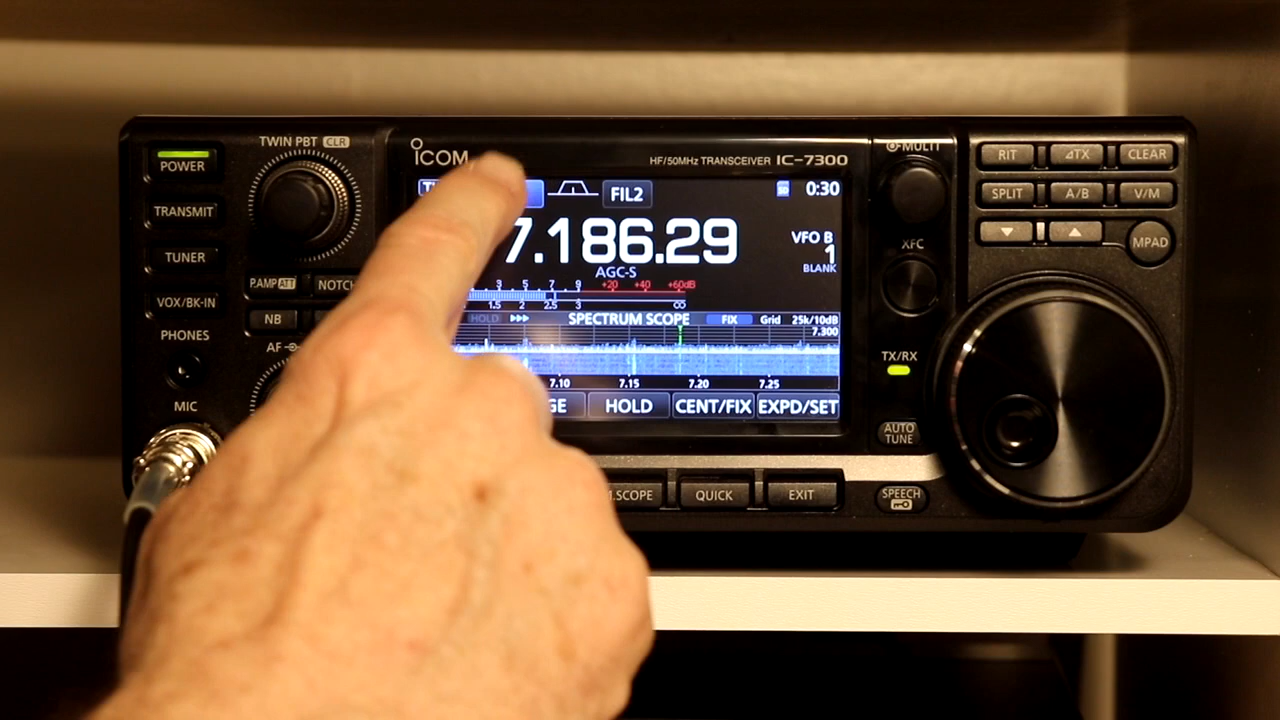 TWIN PBT CLR
ICOM
HF/50MHz TRANSCEIVER IC-7300
MULTI
POWER
TRANSMIT
TUNER
VOX/BK-IN
PHONES
MIC
P.AMP ATT
NOTCH
NB
AF
FIL2
0:30
7.186.29
VFO B
1
BLANK
AGC-S
3 5 7 9 +20 +40 +60dB
1.5 2 2.5 3 ∞
HOLD
SPECTRUM SCOPE
FIX
Grid
25k/10dB
7.300
7.10 7.15 7.20 7.25
HOLD
CENT/FIX
EXPD/SET
QUICK
EXIT
XFC
TX/RX
AUTO
TUNE
SPEECH
RIT
⊿TX
CLEAR
SPLIT
A/B
V/M
MPAD